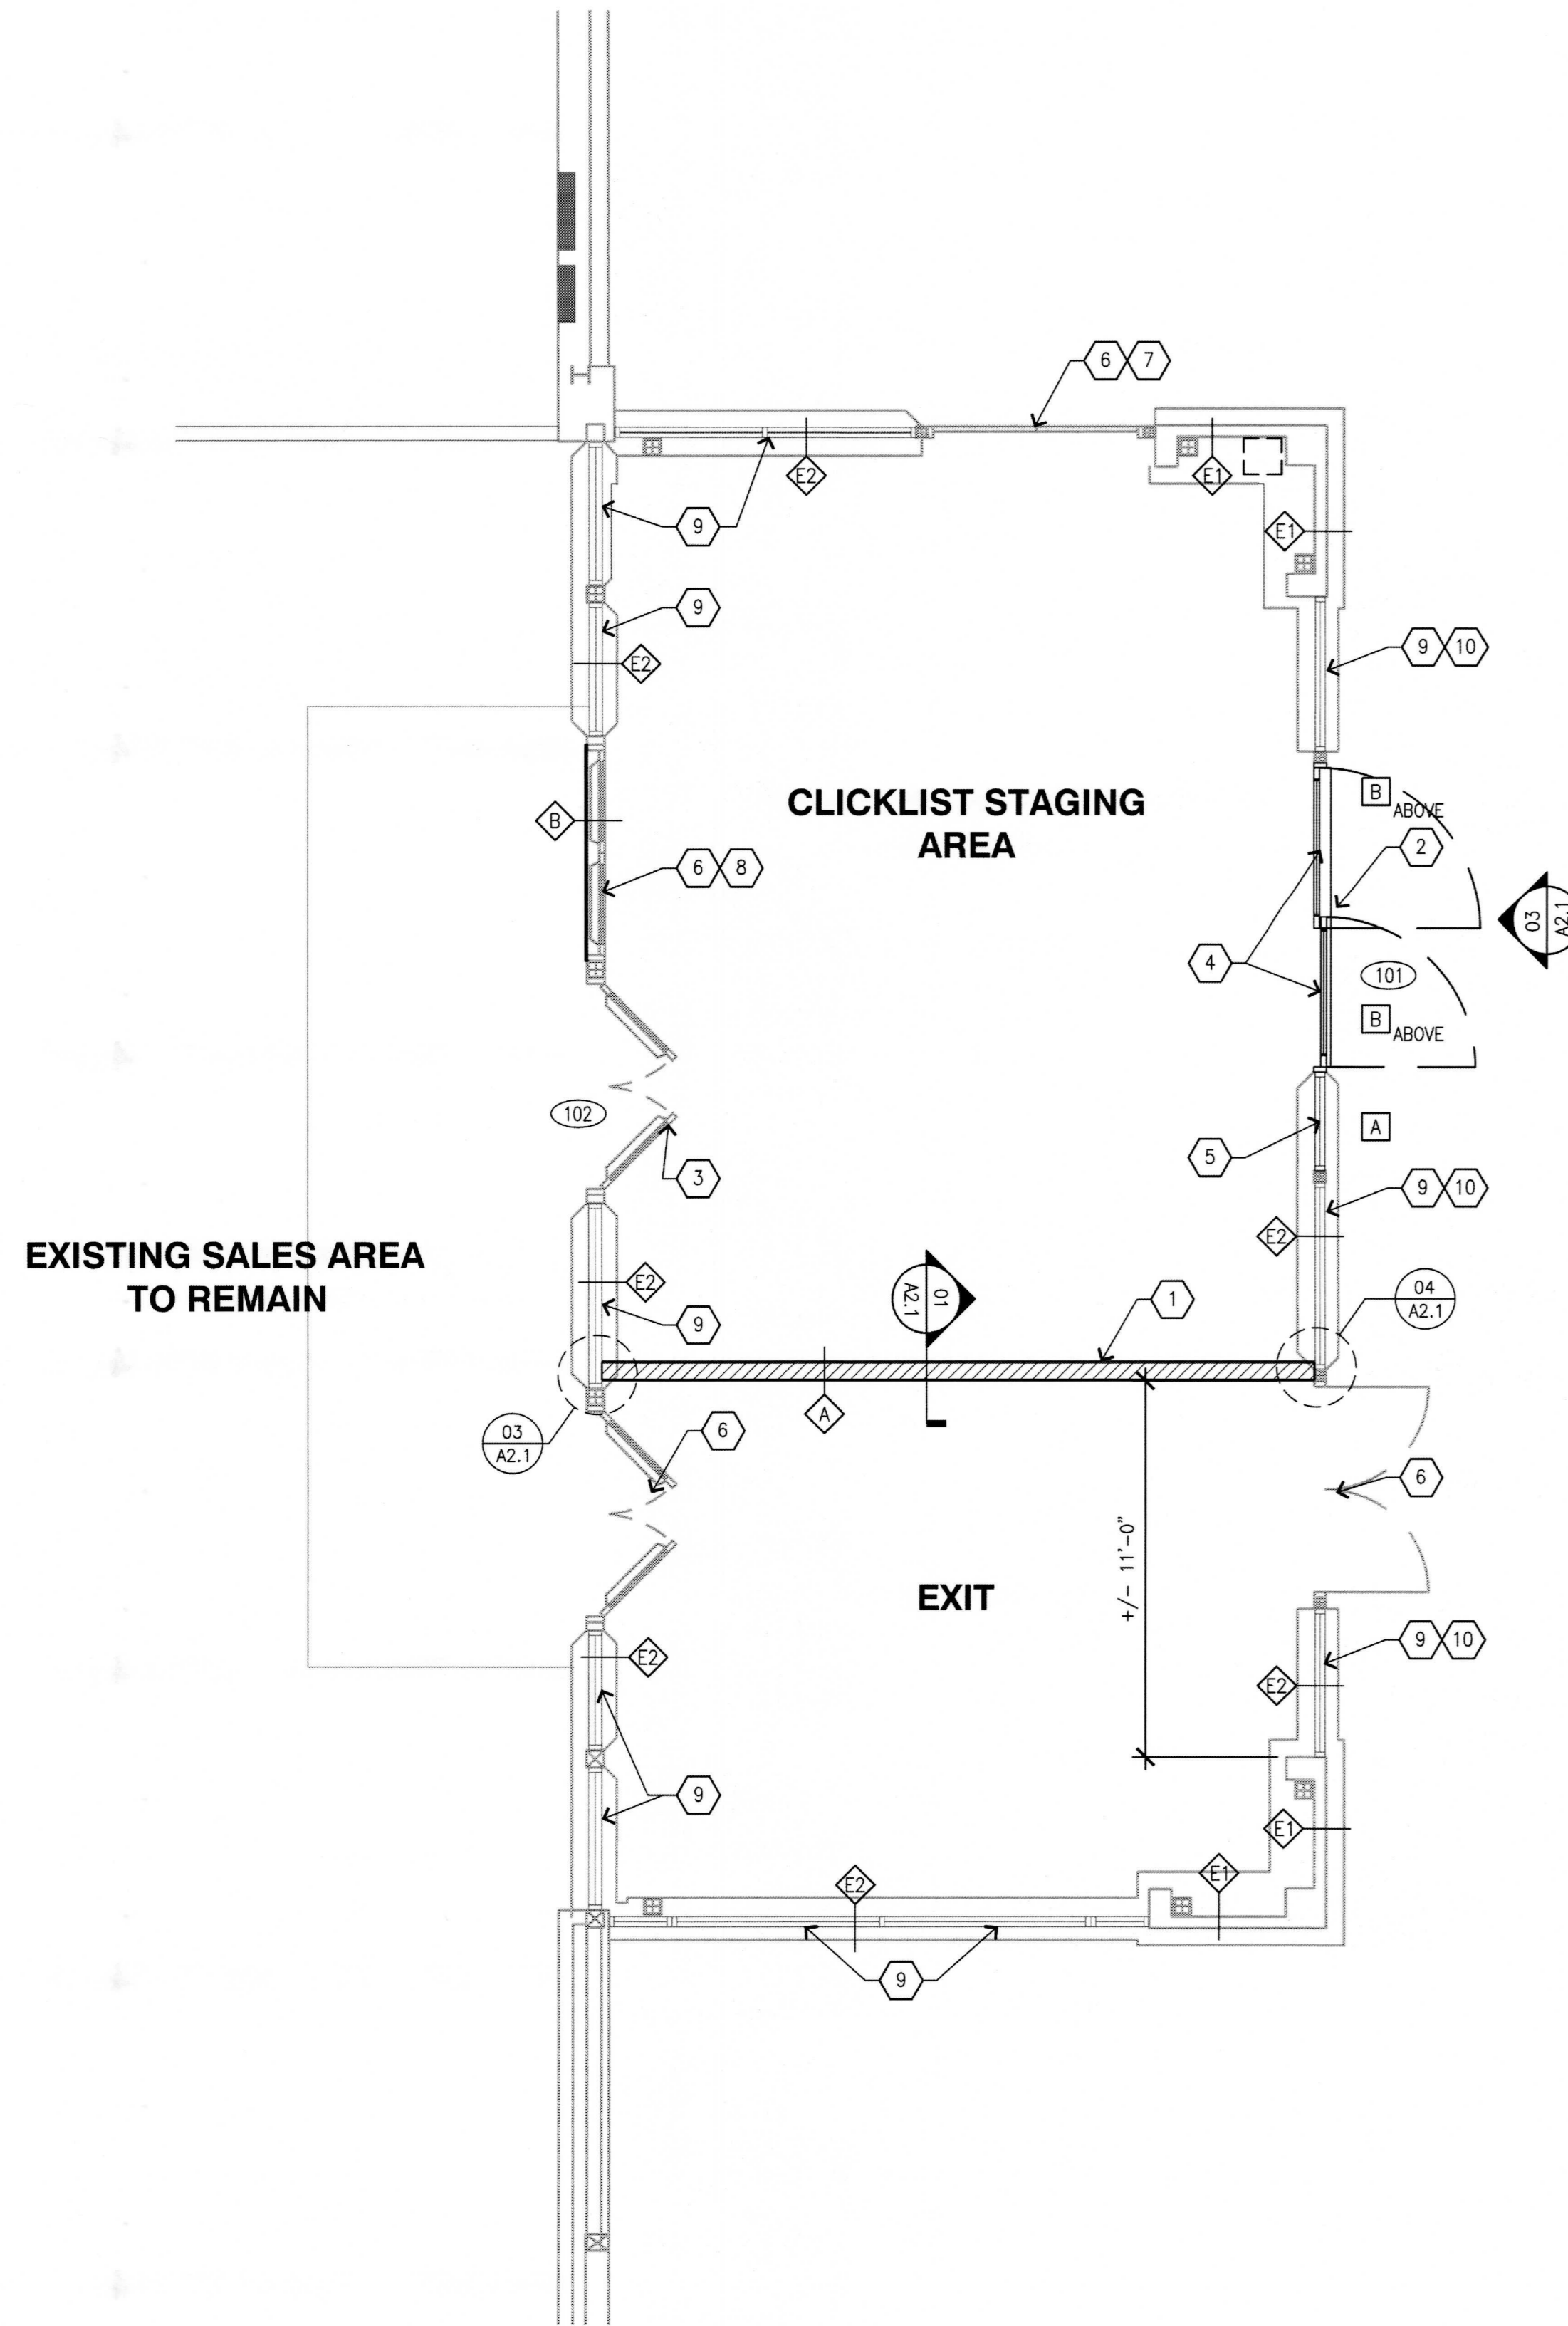 6 7
E2
E1
9
E1
9
9 10
E2
B
ABOVE
CLICKLIST STAGING
AREA
B
2
6 8
03
A2.1
4
101
B
ABOVE
102
A
5
3
9 10
EXISTING SALES AREA
TO REMAIN
E2
E2
04
A2.1
01
A2.1
1
9
A
03
A2.1
6
6
+/- 11'-0"
EXIT
9 10
E2
E2
9
E1
E1
E2
9